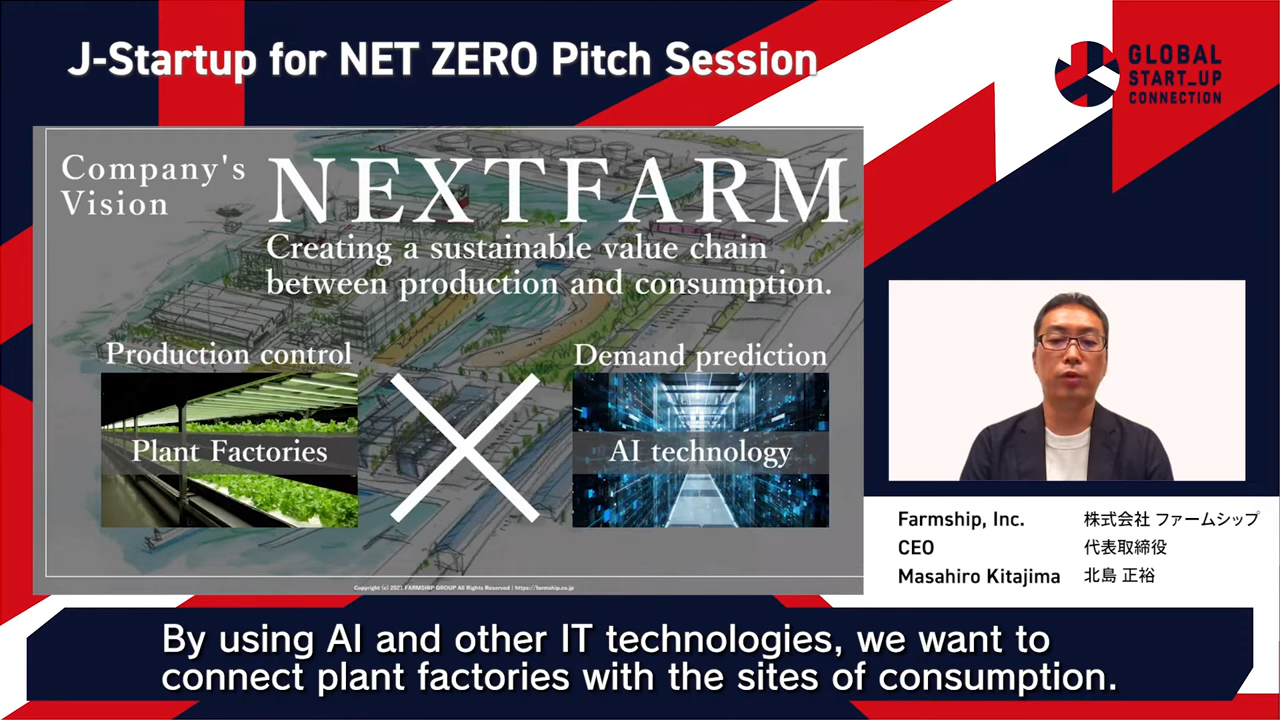 J-Startup for NET ZERO Pitch Session
GLOBAL
START_UP
CONNECTION
Company's
Vision
NEXTFARM
Creating a sustainable value chain
between production and consumption.
Production control
Plant Factories
Demand prediction
AI technology
Copyright (c) 2021 FARMSHIP GROUP All Rights Reserved | https://farmship.co.jp
Farmship, Inc. 株式会社 ファームシップ
CEO 代表取締役
Masahiro Kitajima 北島 正裕
By using AI and other IT technologies, we want to
connect plant factories with the sites of consumption.